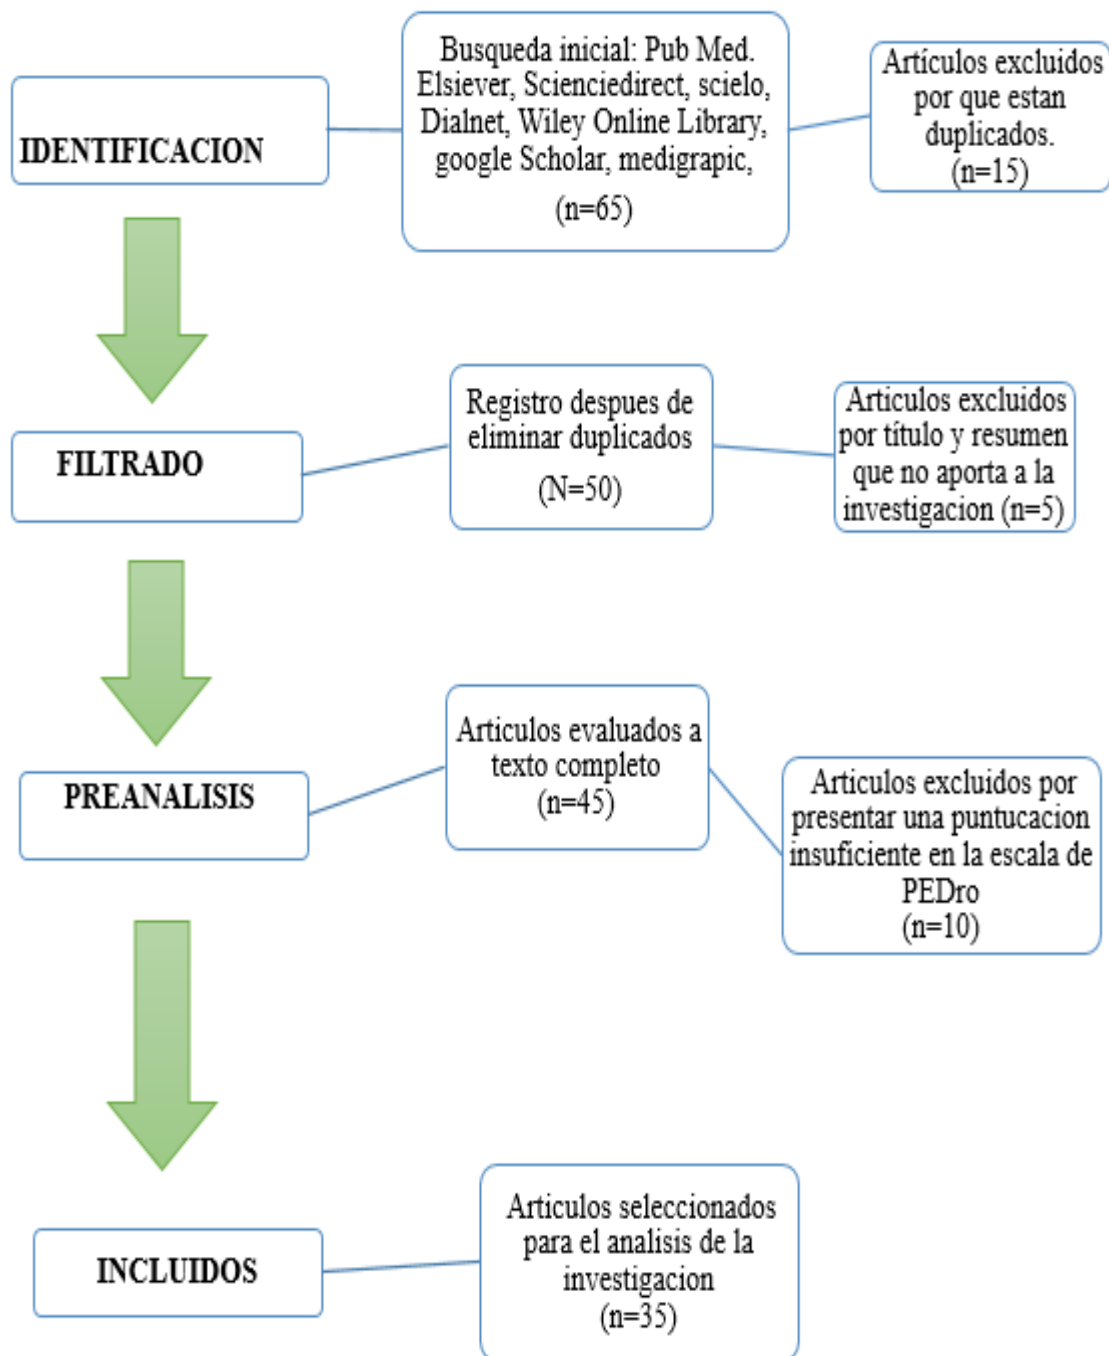 IDENTIFICACION
Busqueda inicial: Pub Med.
Elsiever, Scienciedirect, scielo,
Dialnet, Wiley Online Library,
google Scholar, medigrapic,
(n=65)
Artículos excluidos
por que estan
duplicados.
(n=15)
FILTRADO
Registro despues de
eliminar duplicados
(N=50)
Articulos excluidos
por título y resumen
que no aporta a la
investigacion (n=5)
PREANALISIS
Articulos evaluados a
texto completo
(n=45)
Articulos excluidos por
presentar una puntucacion
insuficiente en la escala de
PEDro
(n=10)
INCLUIDOS
Articulos seleccionados
para el analisis de la
investigacion
(n=35)